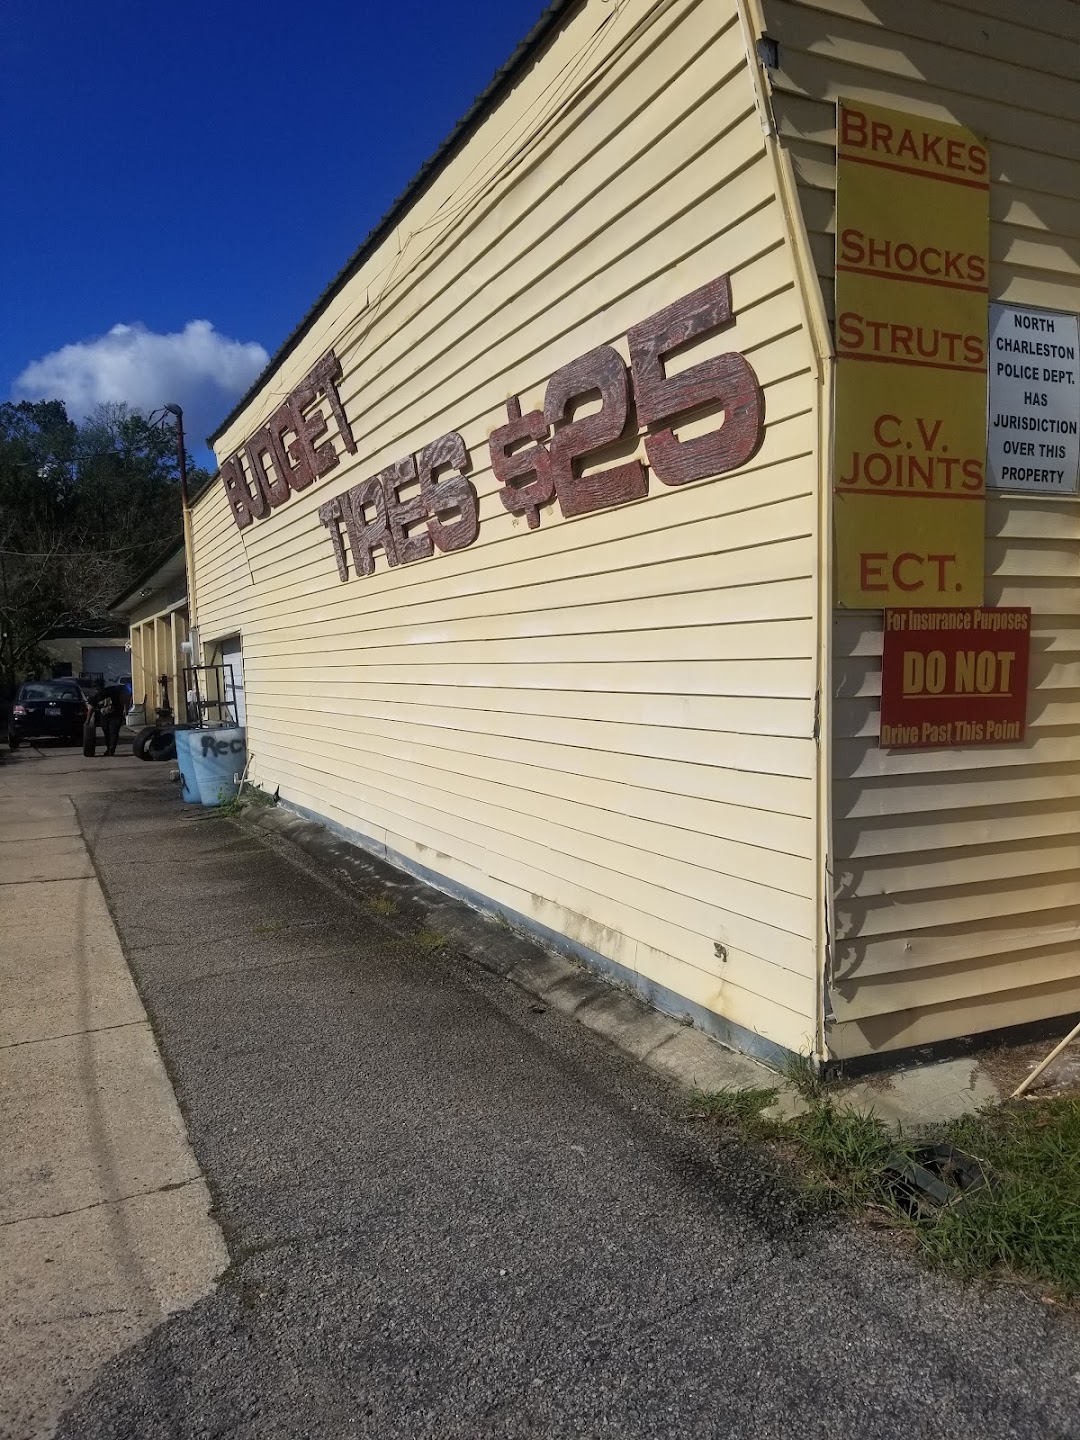 BUDGET
TIRES $25
BRAKES
SHOCKS
STRUTS
C.V.
JOINTS
ECT.
NORTH
CHARLESTON
POLICE DEPT.
HAS
JURISDICTION
OVER THIS
PROPERTY
For Insurance Purposes
DO NOT
Drive Past This Point
Rec